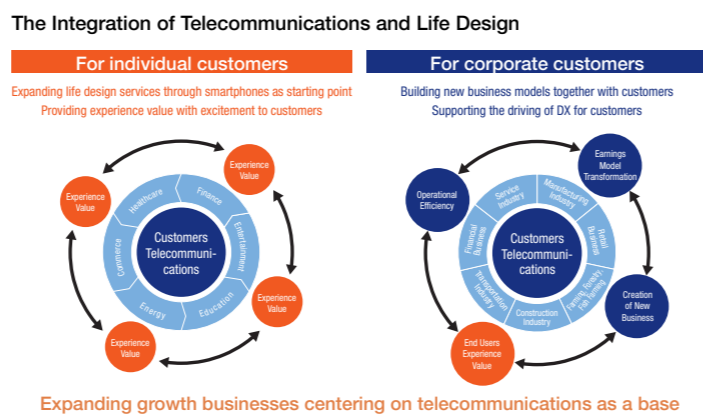 The Integration of Telecommunications and Life Design
For individual customers
Expanding life design services through smartphones as starting point
Providing experience value with excitement to customers
Experience
Value
Experience
Value
Healthcare
Finance
Commerce
Entertainment
Customers
Telecommuni-
cations
Energy
Education
Experience
Value
Experience
Value
For corporate customers
Building new business models together with customers
Supporting the driving of DX for customers
Earnings
Model
Transformation
Operational
Efficiency
Service
Industry
Manufacturing
Industry
Financial
Business
Retail
Business
Customers
Telecommuni-
cations
Transportation
Industry
Construction
Industry
Farming, Forestry,
Fish Farming
Creation
of New
Business
End Users
Experience
Value
Expanding growth businesses centering on telecommunications as a base